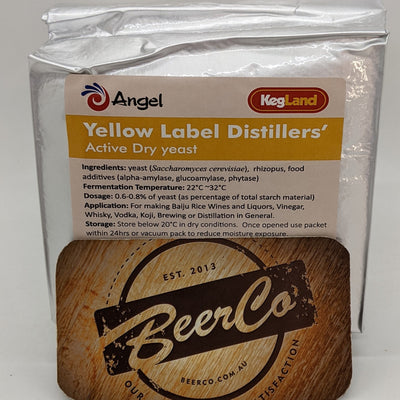 Angel KegLand
Yellow Label Distillers'
Active Dry yeast
Ingredients: yeast (Saccharomyces cerevisiae), rhizopus, food
additives (alpha-amylase, glucoamylase, phytase)
Fermentation Temperature: 22°C ~32°C
Dosage: 0.6-0.8% of yeast (as percentage of total starch material)
Application: For making Baiju Rice Wines and Liquors, Vinegar,
Whisky, Vodka, Koji, Brewing or Distillation in General.
Storage: Store below 20°C in dry conditions. Once opened use packet
within 24hrs or vacuum pack to reduce moisture exposure.
EST. 2013
BeerCo
BEERCO.COM.AU
OUR